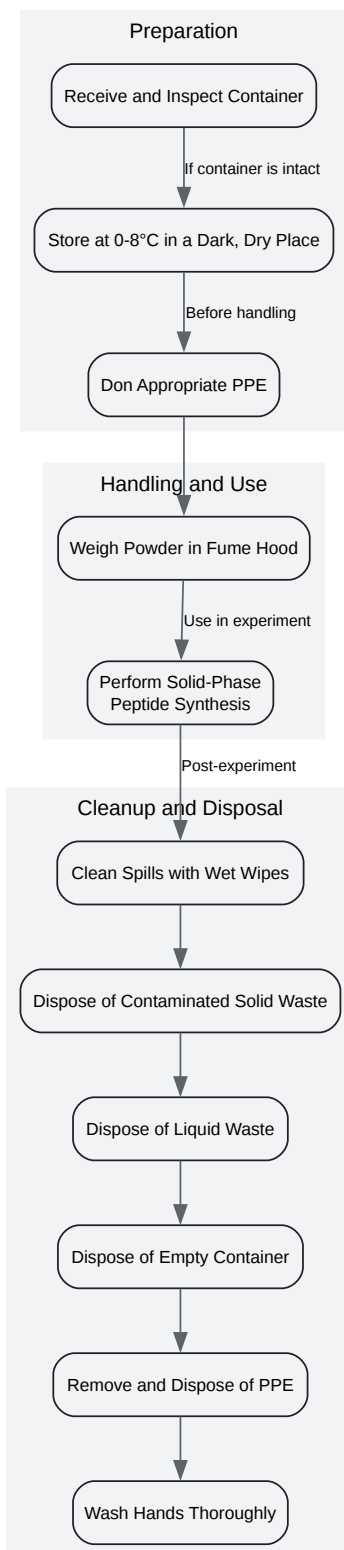 Preparation
Receive and Inspect Container
If container is intact
Store at 0-8°C in a Dark, Dry Place
Before handling
Don Appropriate PPE
Handling and Use
Weigh Powder in Fume Hood
Use in experiment
Perform Solid-Phase
Peptide Synthesis
Post-experiment
Cleanup and Disposal
Clean Spills with Wet Wipes
Dispose of Contaminated Solid Waste
Dispose of Liquid Waste
Dispose of Empty Container
Remove and Dispose of PPE
Wash Hands Thoroughly